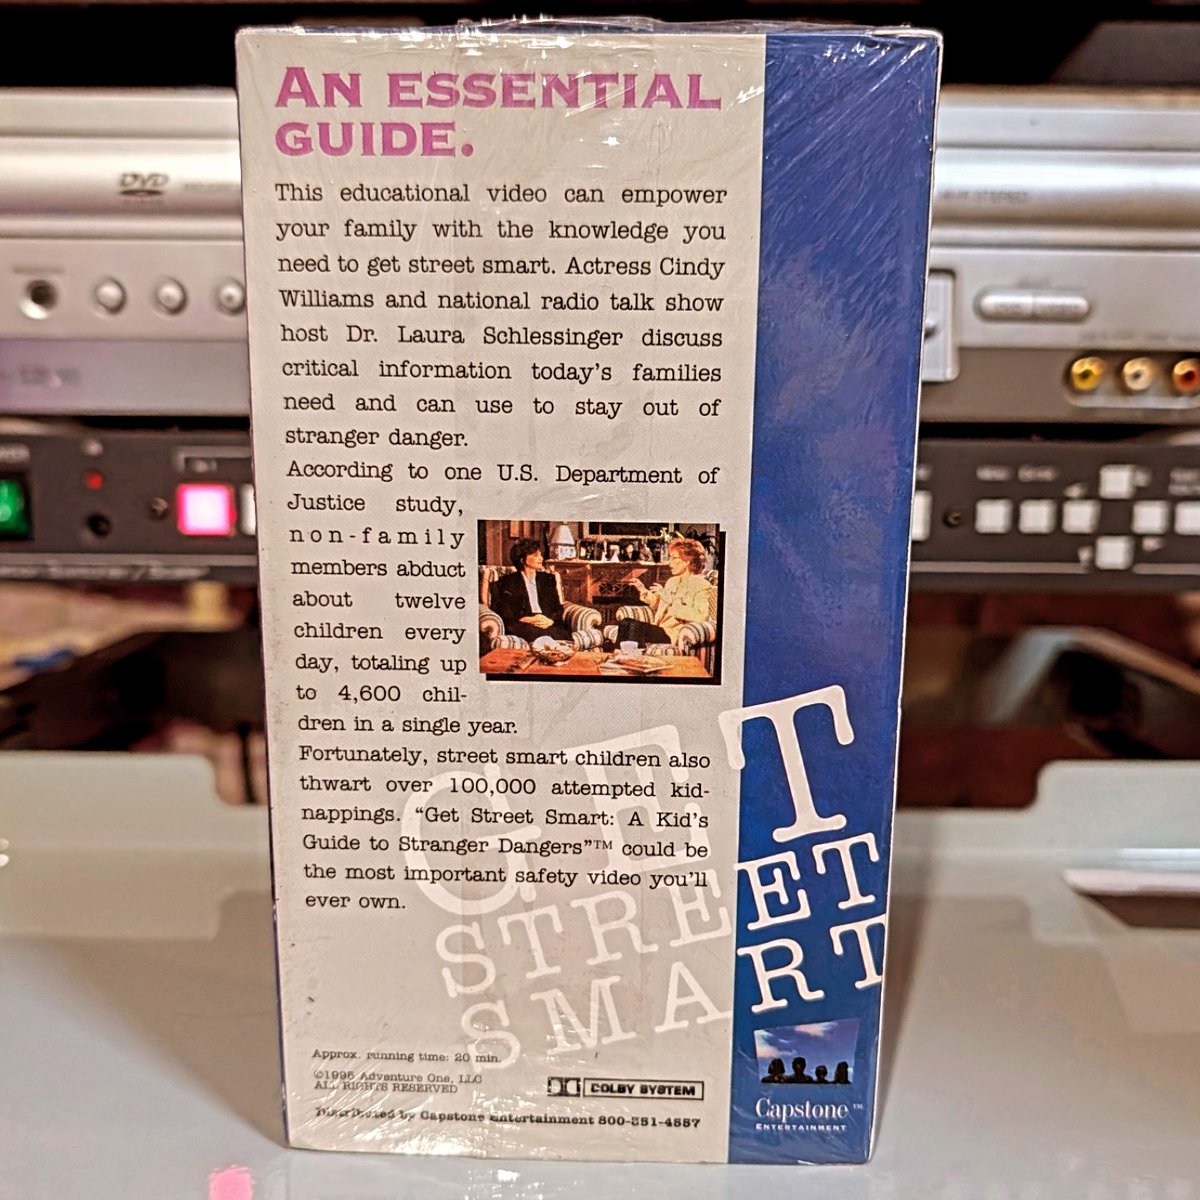 AN ESSENTIAL
GUIDE.
This educational video can empower
your family with the knowledge you
need to get street smart. Actress Cindy
Williams and national radio talk show
host Dr. Laura Schlessinger discuss
critical information today's families
need and can use to stay out of
stranger danger.
According to one U.S. Department of
Justice study,
non-family
members abduct
about twelve
children every
day, totaling up
to 4,600 chil-
dren in a single year.
Fortunately, street smart children also
thwart over 100,000 attempted kid-
nappings. "Get Street Smart: A Kid's
Guide to Stranger Dangers"™ could be
the most important safety video you'll
ever own.
GET
STREET
SMART
Approx. running time: 20 min.
©1995 Adventure One, LLC
ALL RIGHTS RESERVED
DOLBY SYSTEM
Distributed by Capstone Entertainment 800-551-4557
Capstone™
ENTERTAINMENT
DVD